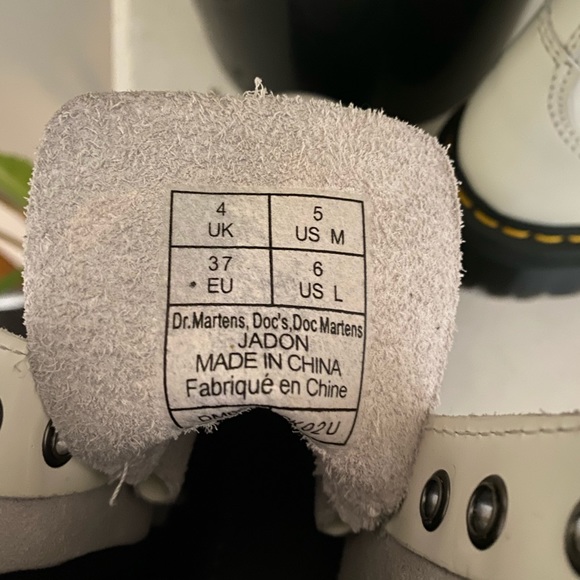 4 5
UK US M
37 6
EU US L
Dr.Martens, Doc's,Doc Martens
JADON
MADE IN CHINA
Fabriqué en Chine